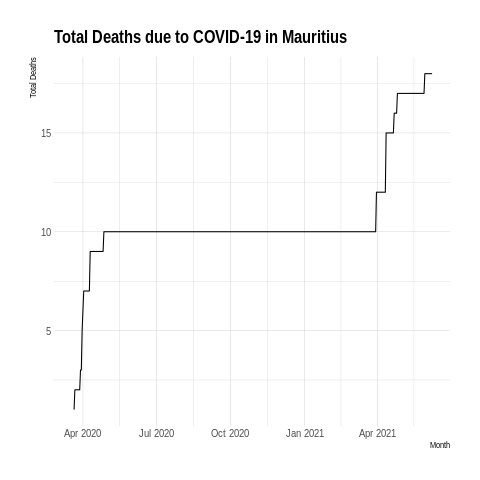 Total Deaths due to COVID-19 in Mauritius
Total Deaths
15
10
5
Apr 2020 Jul 2020 Oct 2020 Jan 2021 Apr 2021
Month